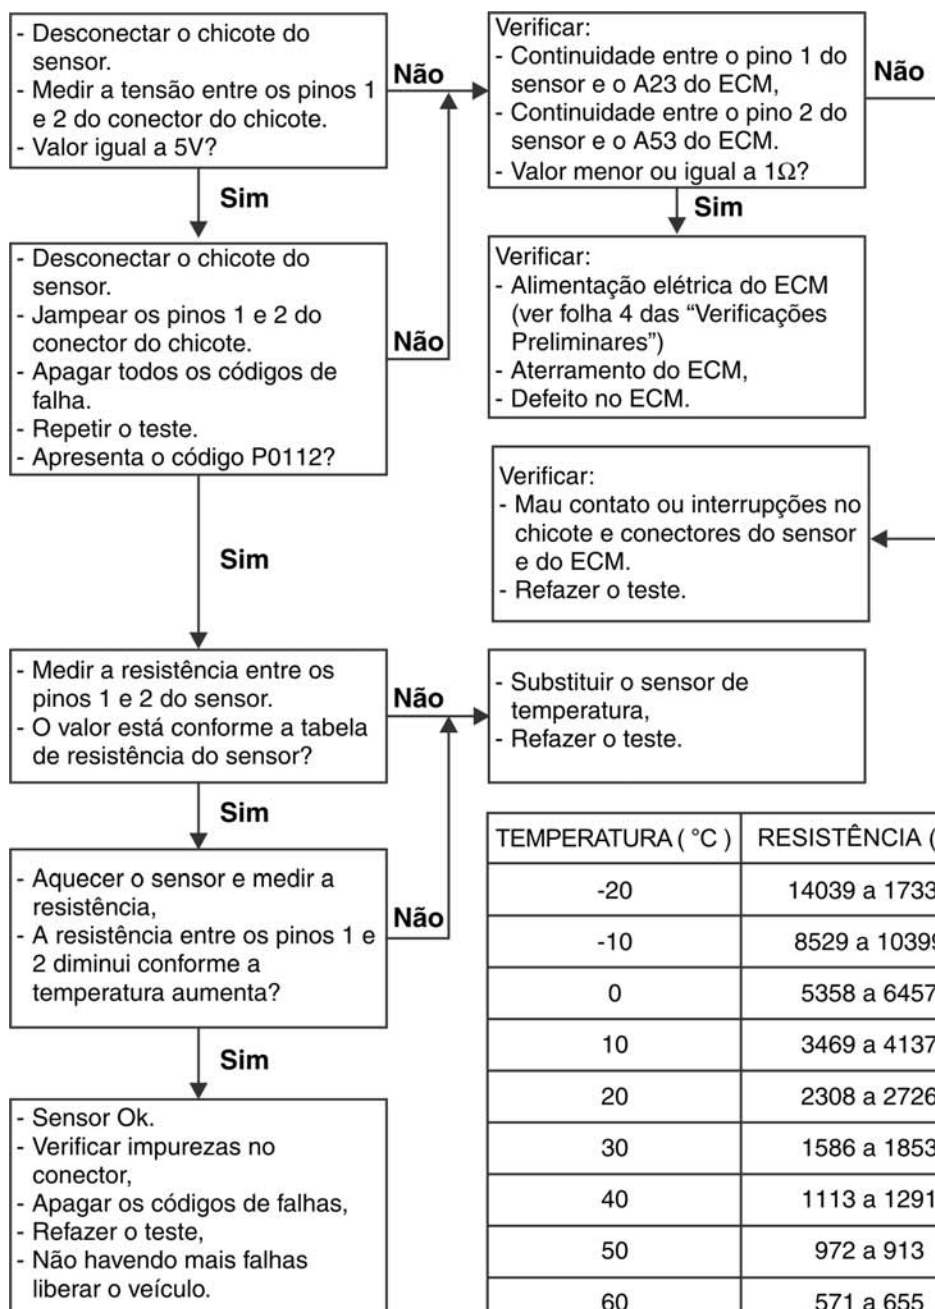 - Desconectar o chicote do
sensor.
- Medir a tensão entre os pinos 1
e 2 do conector do chicote.
- Valor igual a 5V?
Não
Sim
Verificar:
- Continuidade entre o pino 1 do
sensor e o A23 do ECM,
- Continuidade entre o pino 2 do
sensor e o A53 do ECM.
- Valor menor ou igual a 1Ω?
Não
Sim
- Desconectar o chicote do
sensor.
- Jampear os pinos 1 e 2 do
conector do chicote.
- Apagar todos os códigos de
falha.
- Repetir o teste.
- Apresenta o código P0112?
Não
Sim
Verificar:
- Alimentação elétrica do ECM
(ver folha 4 das “Verificações
Preliminares”)
- Aterramento do ECM,
- Defeito no ECM.
Verificar:
- Mau contato ou interrupções no
chicote e conectores do sensor
e do ECM.
- Refazer o teste.
- Medir a resistência entre os
pinos 1 e 2 do sensor.
- O valor está conforme a tabela
de resistência do sensor?
Não
Sim
- Substituir o sensor de
temperatura,
- Refazer o teste.
- Aquecer o sensor e medir a
resistência,
- A resistência entre os pinos 1 e
2 diminui conforme a
temperatura aumenta?
Não
Sim
- Sensor Ok.
- Verificar impurezas no
conector,
- Apagar os códigos de falhas,
- Refazer o teste,
- Não havendo mais falhas
liberar o veículo.
TEMPERATURA ( °C ) RESISTÊNCIA (
-20 14039 a 1733
-10 8529 a 10399
0 5358 a 6457
10 3469 a 4137
20 2308 a 2726
30 1586 a 1853
40 1113 a 1291
50 972 a 913
60 571 a 655